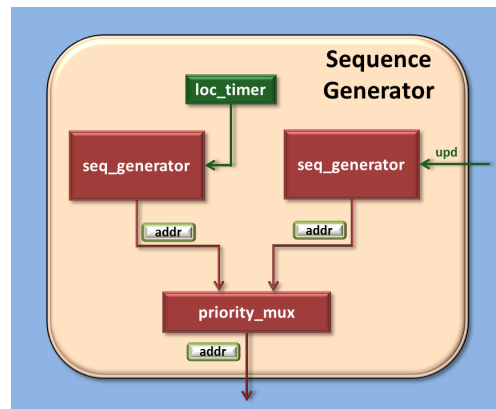 Sequence
Generator
loc_timer
seq_generator
seq_generator
upd
addr
addr
priority_mux
addr